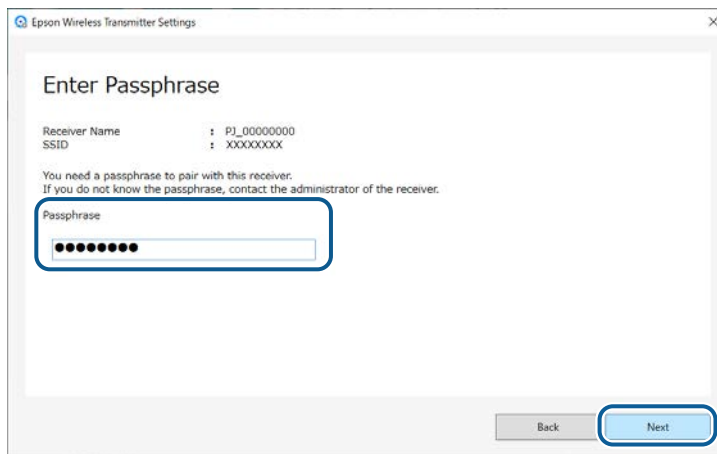 Epson Wireless Transmitter Settings
Enter Passphrase
Receiver Name : PJ_00000000
SSID : XXXXXXXX
You need a passphrase to pair with this receiver.
If you do not know the passphrase, contact the administrator of the receiver.
Passphrase
●●●●●●●●
Back Next